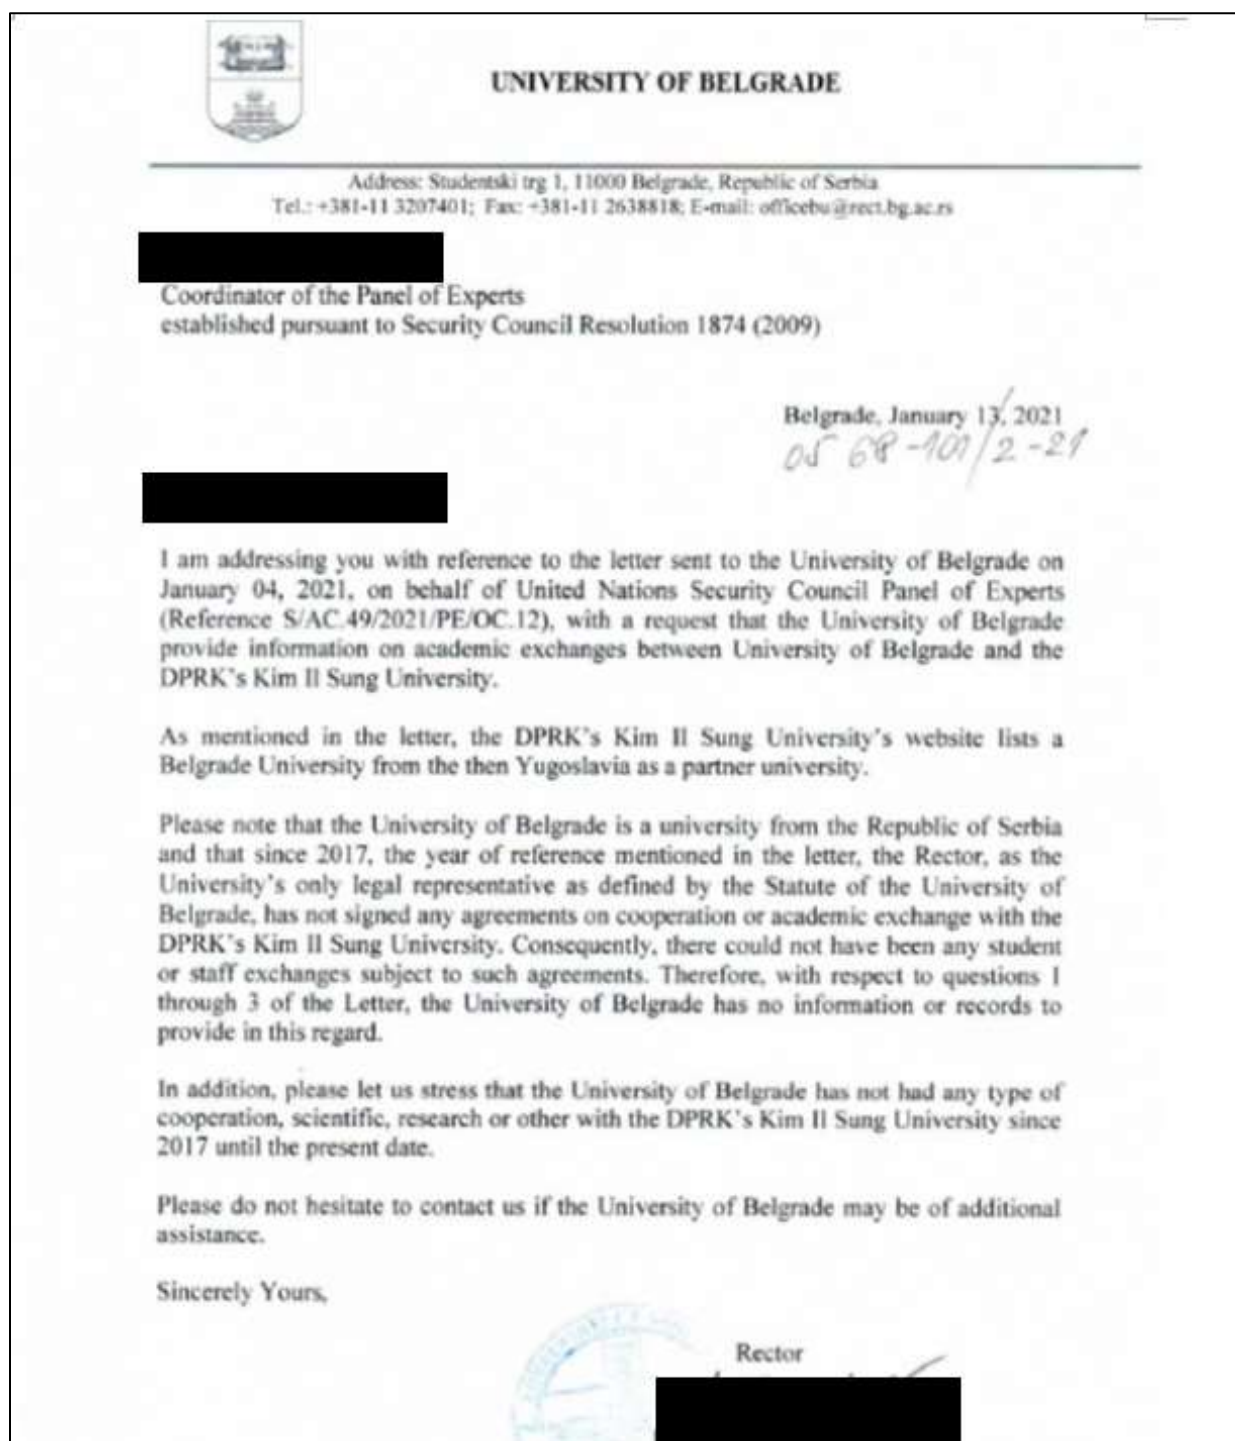 UNIVERSITY OF BELGRADE
Address: Studentski trg 1, 11000 Belgrade, Republic of Serbia
Tel.: +381-11 3207401; Fax: +381-11 2638818; E-mail: officebu@rect.bg.ac.rs
Coordinator of the Panel of Experts
established pursuant to Security Council Resolution 1874 (2009)
Belgrade, January 13, 2021
05 68-101/2-21
I am addressing you with reference to the letter sent to the University of Belgrade on
January 04, 2021, on behalf of United Nations Security Council Panel of Experts
(Reference S/AC.49/2021/PE/OC.12), with a request that the University of Belgrade
provide information on academic exchanges between University of Belgrade and the
DPRK's Kim Il Sung University.
As mentioned in the letter, the DPRK's Kim Il Sung University's website lists a
Belgrade University from the then Yugoslavia as a partner university.
Please note that the University of Belgrade is a university from the Republic of Serbia
and that since 2017, the year of reference mentioned in the letter, the Rector, as the
University's only legal representative as defined by the Statute of the University of
Belgrade, has not signed any agreements on cooperation or academic exchange with the
DPRK's Kim Il Sung University. Consequently, there could not have been any student
or staff exchanges subject to such agreements. Therefore, with respect to questions 1
through 3 of the Letter, the University of Belgrade has no information or records to
provide in this regard.
In addition, please let us stress that the University of Belgrade has not had any type of
cooperation, scientific, research or other with the DPRK's Kim Il Sung University since
2017 until the present date.
Please do not hesitate to contact us if the University of Belgrade may be of additional
assistance.
Sincerely Yours,
Rector